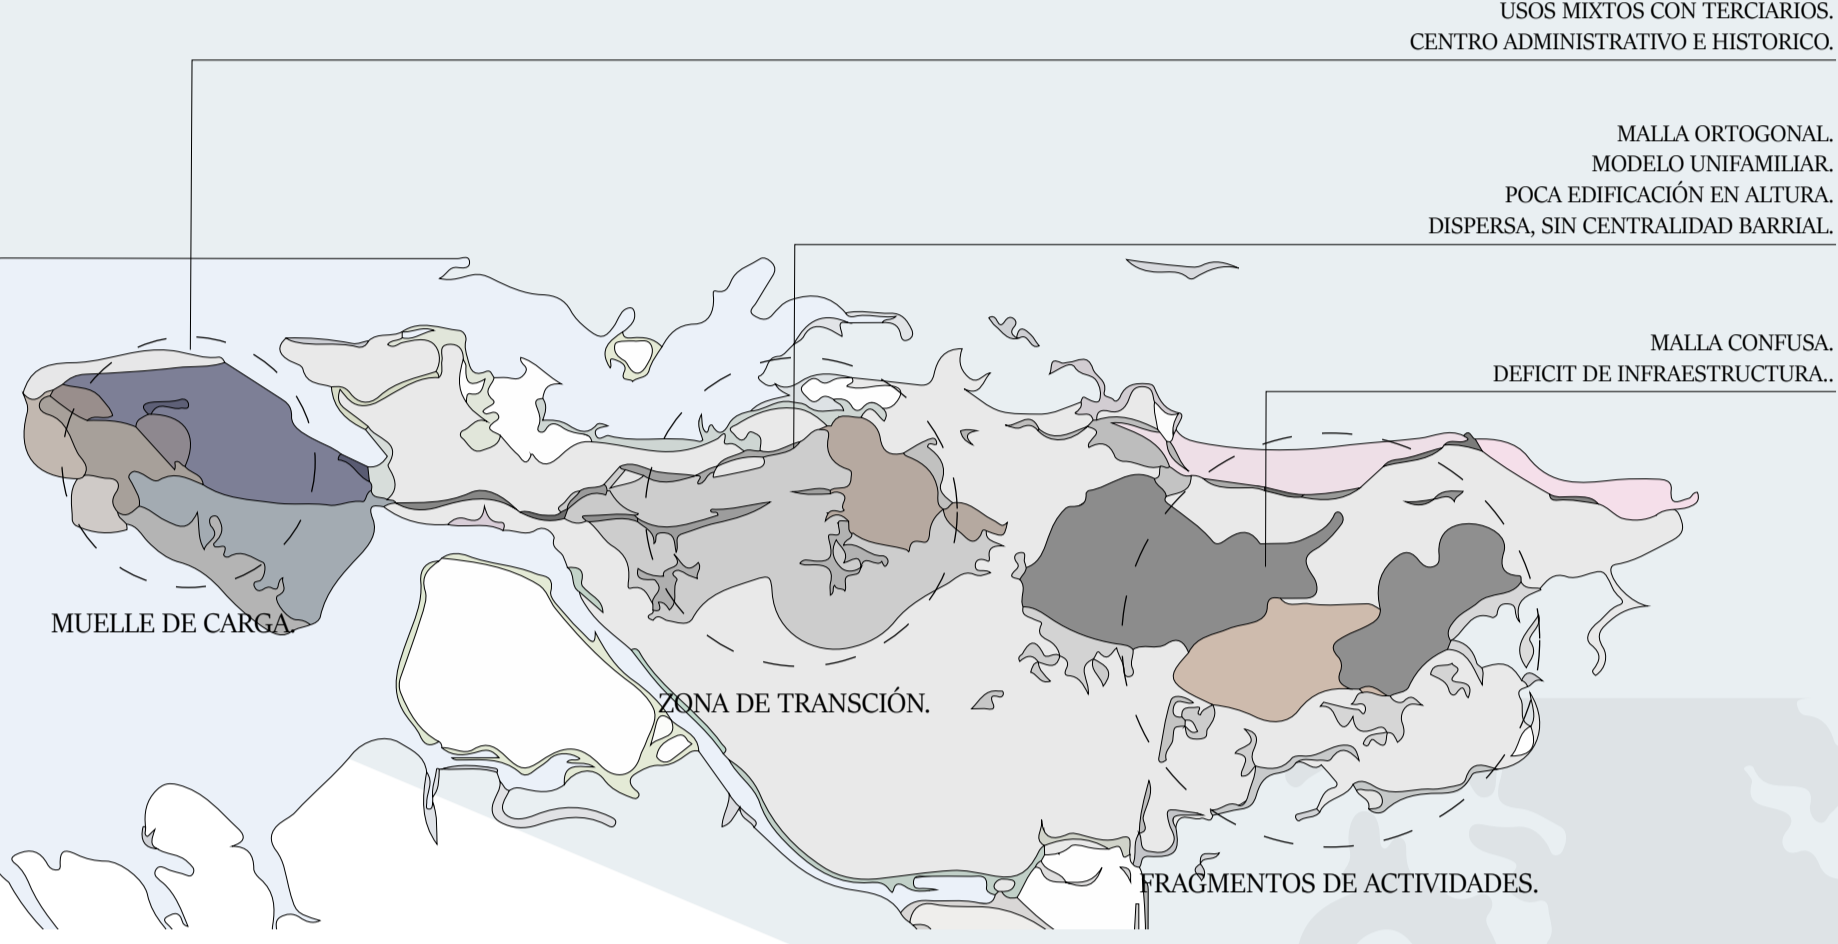 USOS MIXTOS CON TERCIARIOS.
CENTRO ADMINISTRATIVO E HISTORICO.
MALLA ORTOGONAL.
MODELO UNIFAMILIAR.
POCA EDIFICACIÓN EN ALTURA.
DISPERSA, SIN CENTRALIDAD BARRIAL.
MALLA CONFUSA.
DEFICIT DE INFRAESTRUCTURA..
MUELLE DE CARGA.
ZONA DE TRANSCIÓN.
FRAGMENTOS DE ACTIVIDADES.